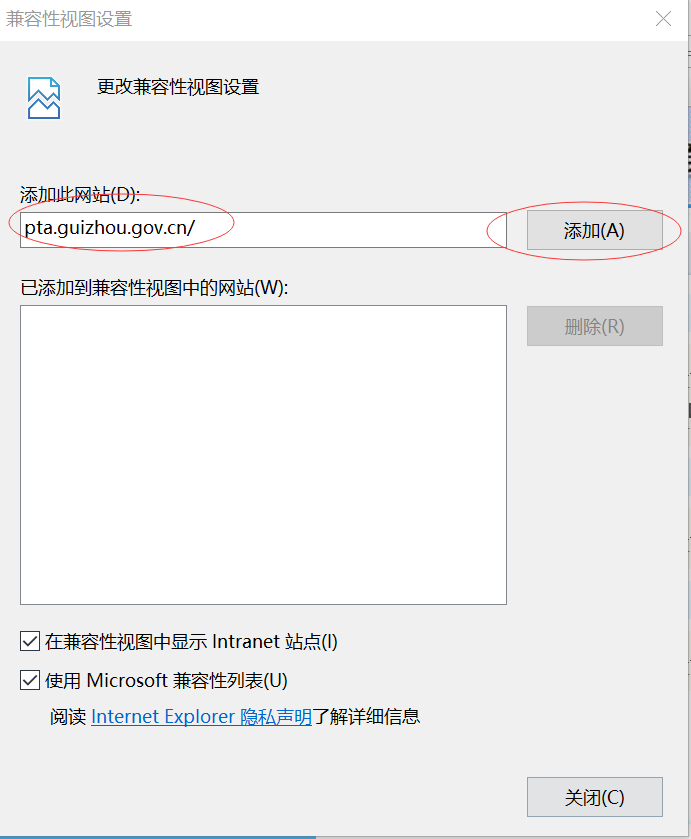 兼容性视图设置
更改兼容性视图设置
添加此网站(D):
pta.guizhou.gov.cn/
添加(A)
已添加到兼容性视图中的网站(W):
删除(R)
在兼容性视图中显示 Intranet 站点(I)
使用 Microsoft 兼容性列表(U)
阅读 Internet Explorer 隐私声明了解详细信息
关闭(C)